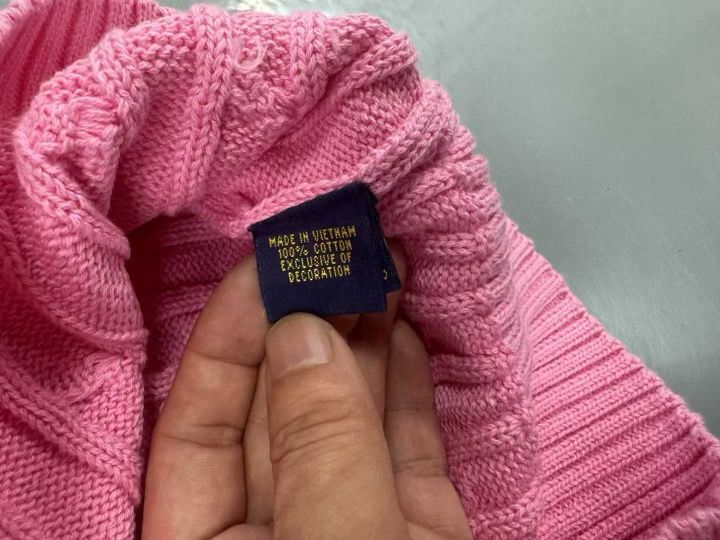 MADE IN VIETNAM
100% COTTON
EXCLUSIVE OF
DECORATION